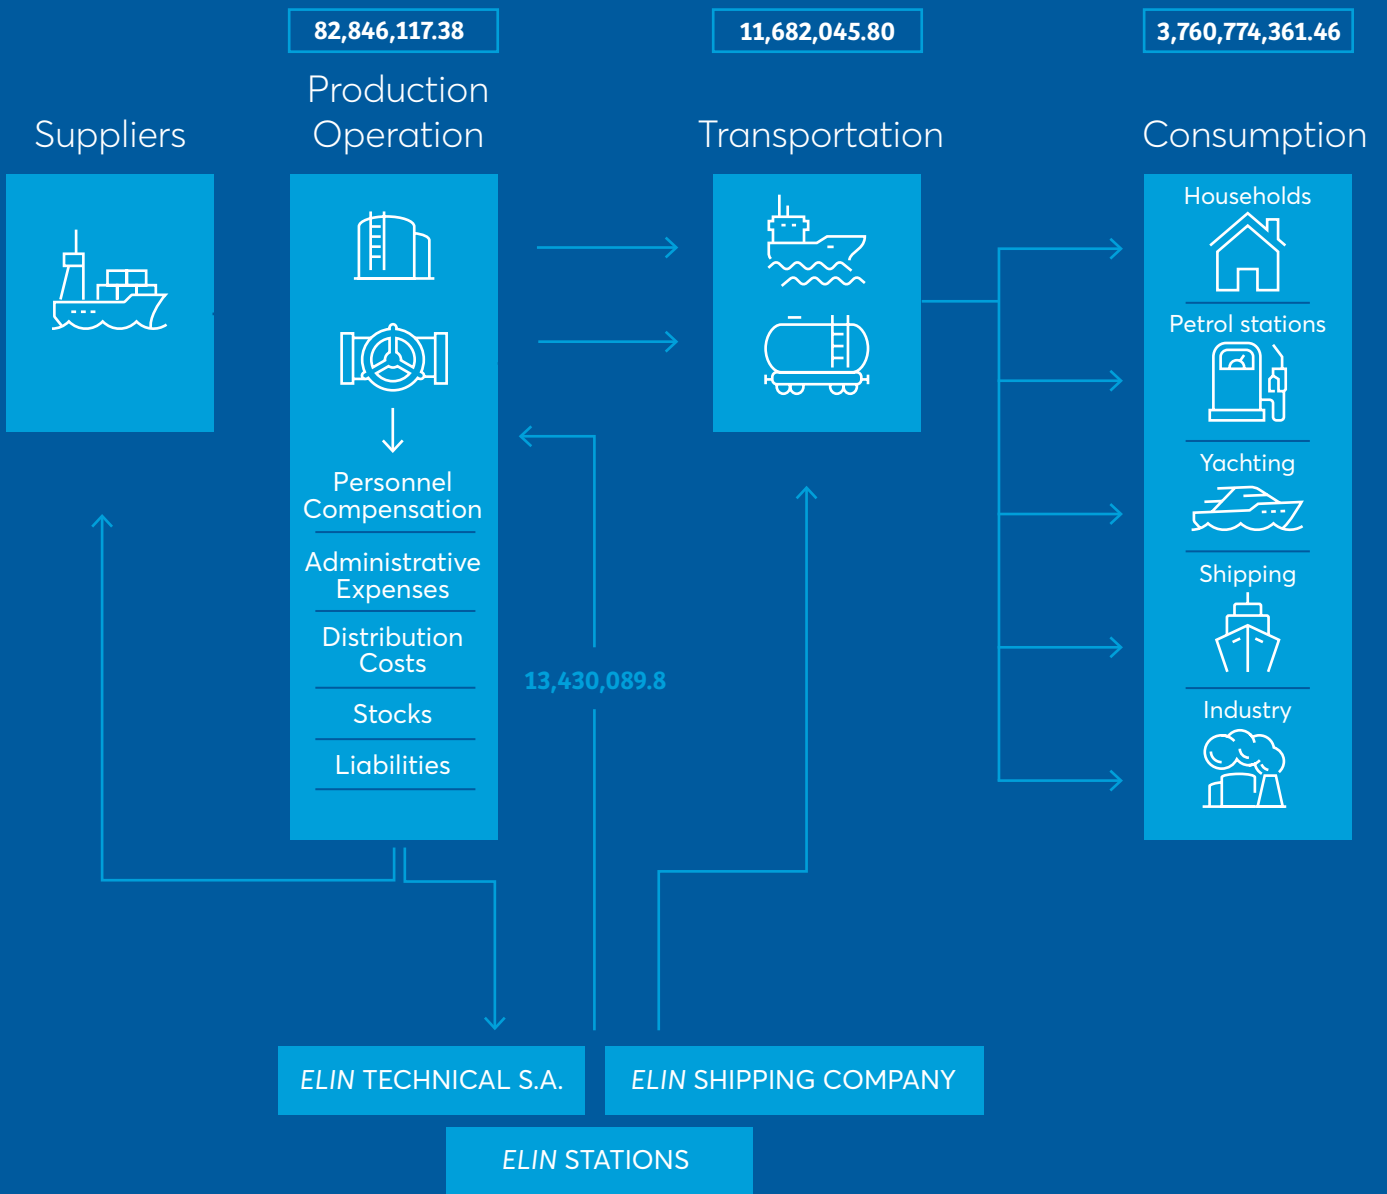 82,846,117.38
11,682,045.80
3,760,774,361.46
Suppliers
Production
Operation
Transportation
Consumption
Personnel
Compensation
Administrative
Expenses
Distribution
Costs
Stocks
Liabilities
13,430,089.8
Households
Petrol stations
Yachting
Shipping
Industry
ELIN TECHNICAL S.A.
ELIN SHIPPING COMPANY
ELIN STATIONS